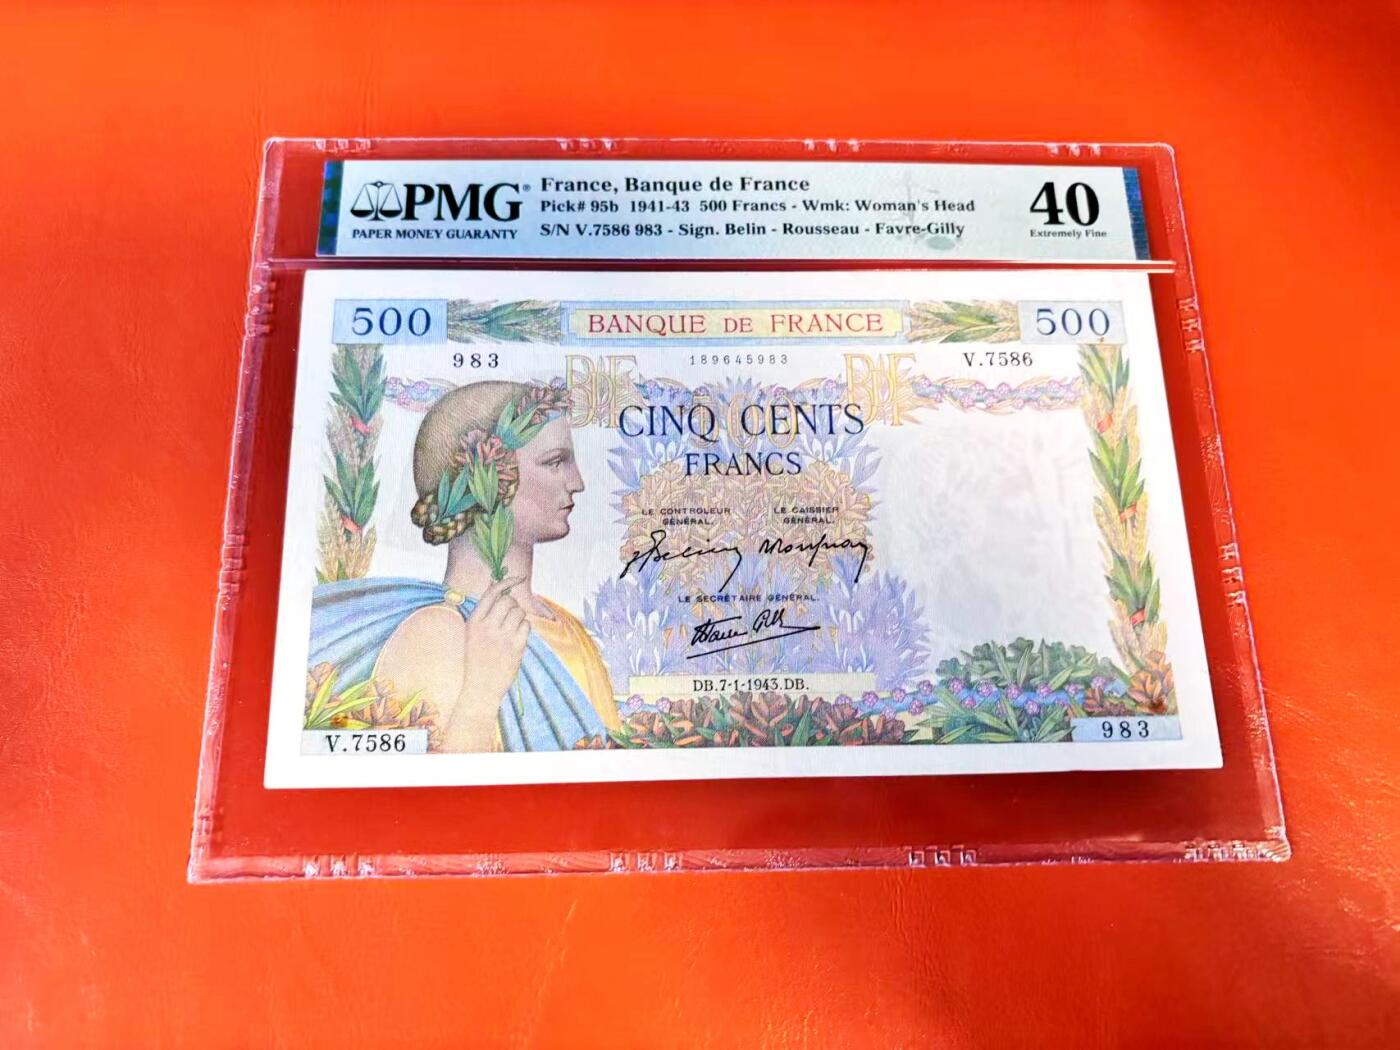 PMG®
PAPER MONEY GUARANTY
France, Banque de France
Pick# 95b 1941-43 500 Francs - Wmk: Woman's Head
S/N V.7586 983 - Sign. Belin - Rousseau - Favre-Gilly
40
Extremely Fine
500
BANQUE DE FRANCE
500
983
189645983
V.7586
BDF
BDF
CINQ CENTS
FRANCS
LE CONTROLEUR
GÉNÉRAL.
LE CAISSIER
GÉNÉRAL.
LE SECRÉTAIRE GÉNÉRAL.
DB.7-1-1943.DB.
V.7586
983